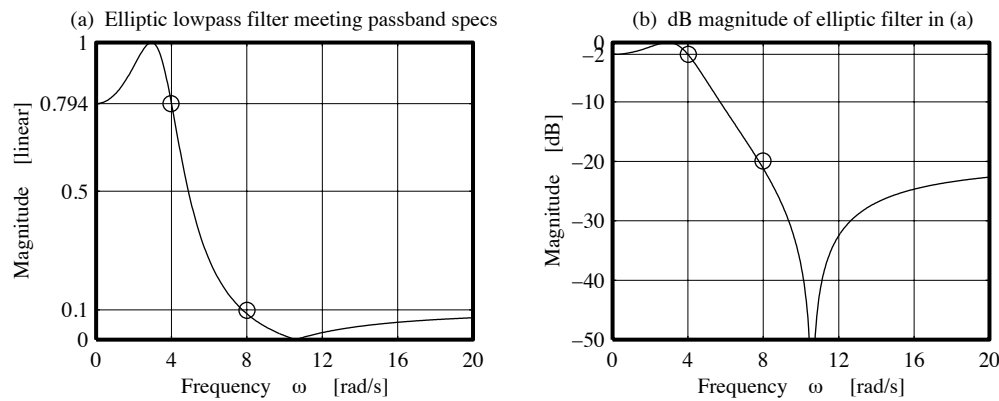 (a) Elliptic lowpass filter meeting passband specs
1
0.794
0.5
0.1
0
Magnitude [linear]
0 4 8 12 16 20
Frequency ω [rad/s]
(b) dB magnitude of elliptic filter in (a)
0
−2
−10
−20
−30
−40
−50
Magnitude [dB]
0 4 8 12 16 20
Frequency ω [rad/s]